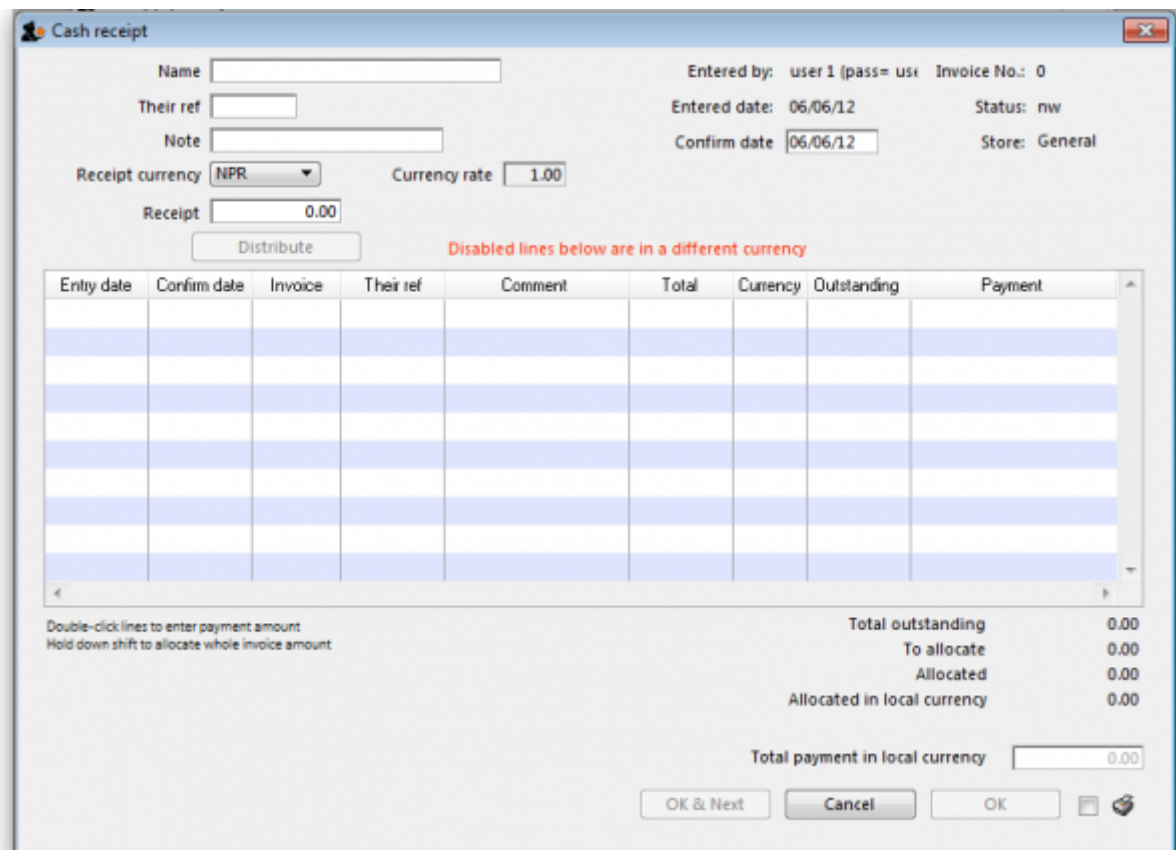 Cash receipt
Name Entered by: user 1 (pass= use Invoice No.: 0
Their ref Entered date: 06/06/12 Status: nw
Note Confirm date 06/06/12 Store: General
Receipt currency NPR Currency rate 1.00
Receipt 0.00
Distribute Disabled lines below are in a different currency
Entry date Confirm date Invoice Their ref Comment Total Currency Outstanding Payment
Double-click lines to enter payment amount
Hold down shift to allocate whole invoice amount
Total outstanding 0.00
To allocate 0.00
Allocated 0.00
Allocated in local currency 0.00
Total payment in local currency 0.00
OK & Next Cancel OK